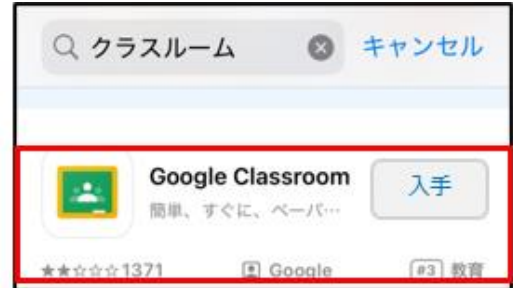 クラスルーム キャンセル
Google Classroom 入手
簡単、すぐに、ペーパ…
★★☆☆☆1371 Google #3 教育